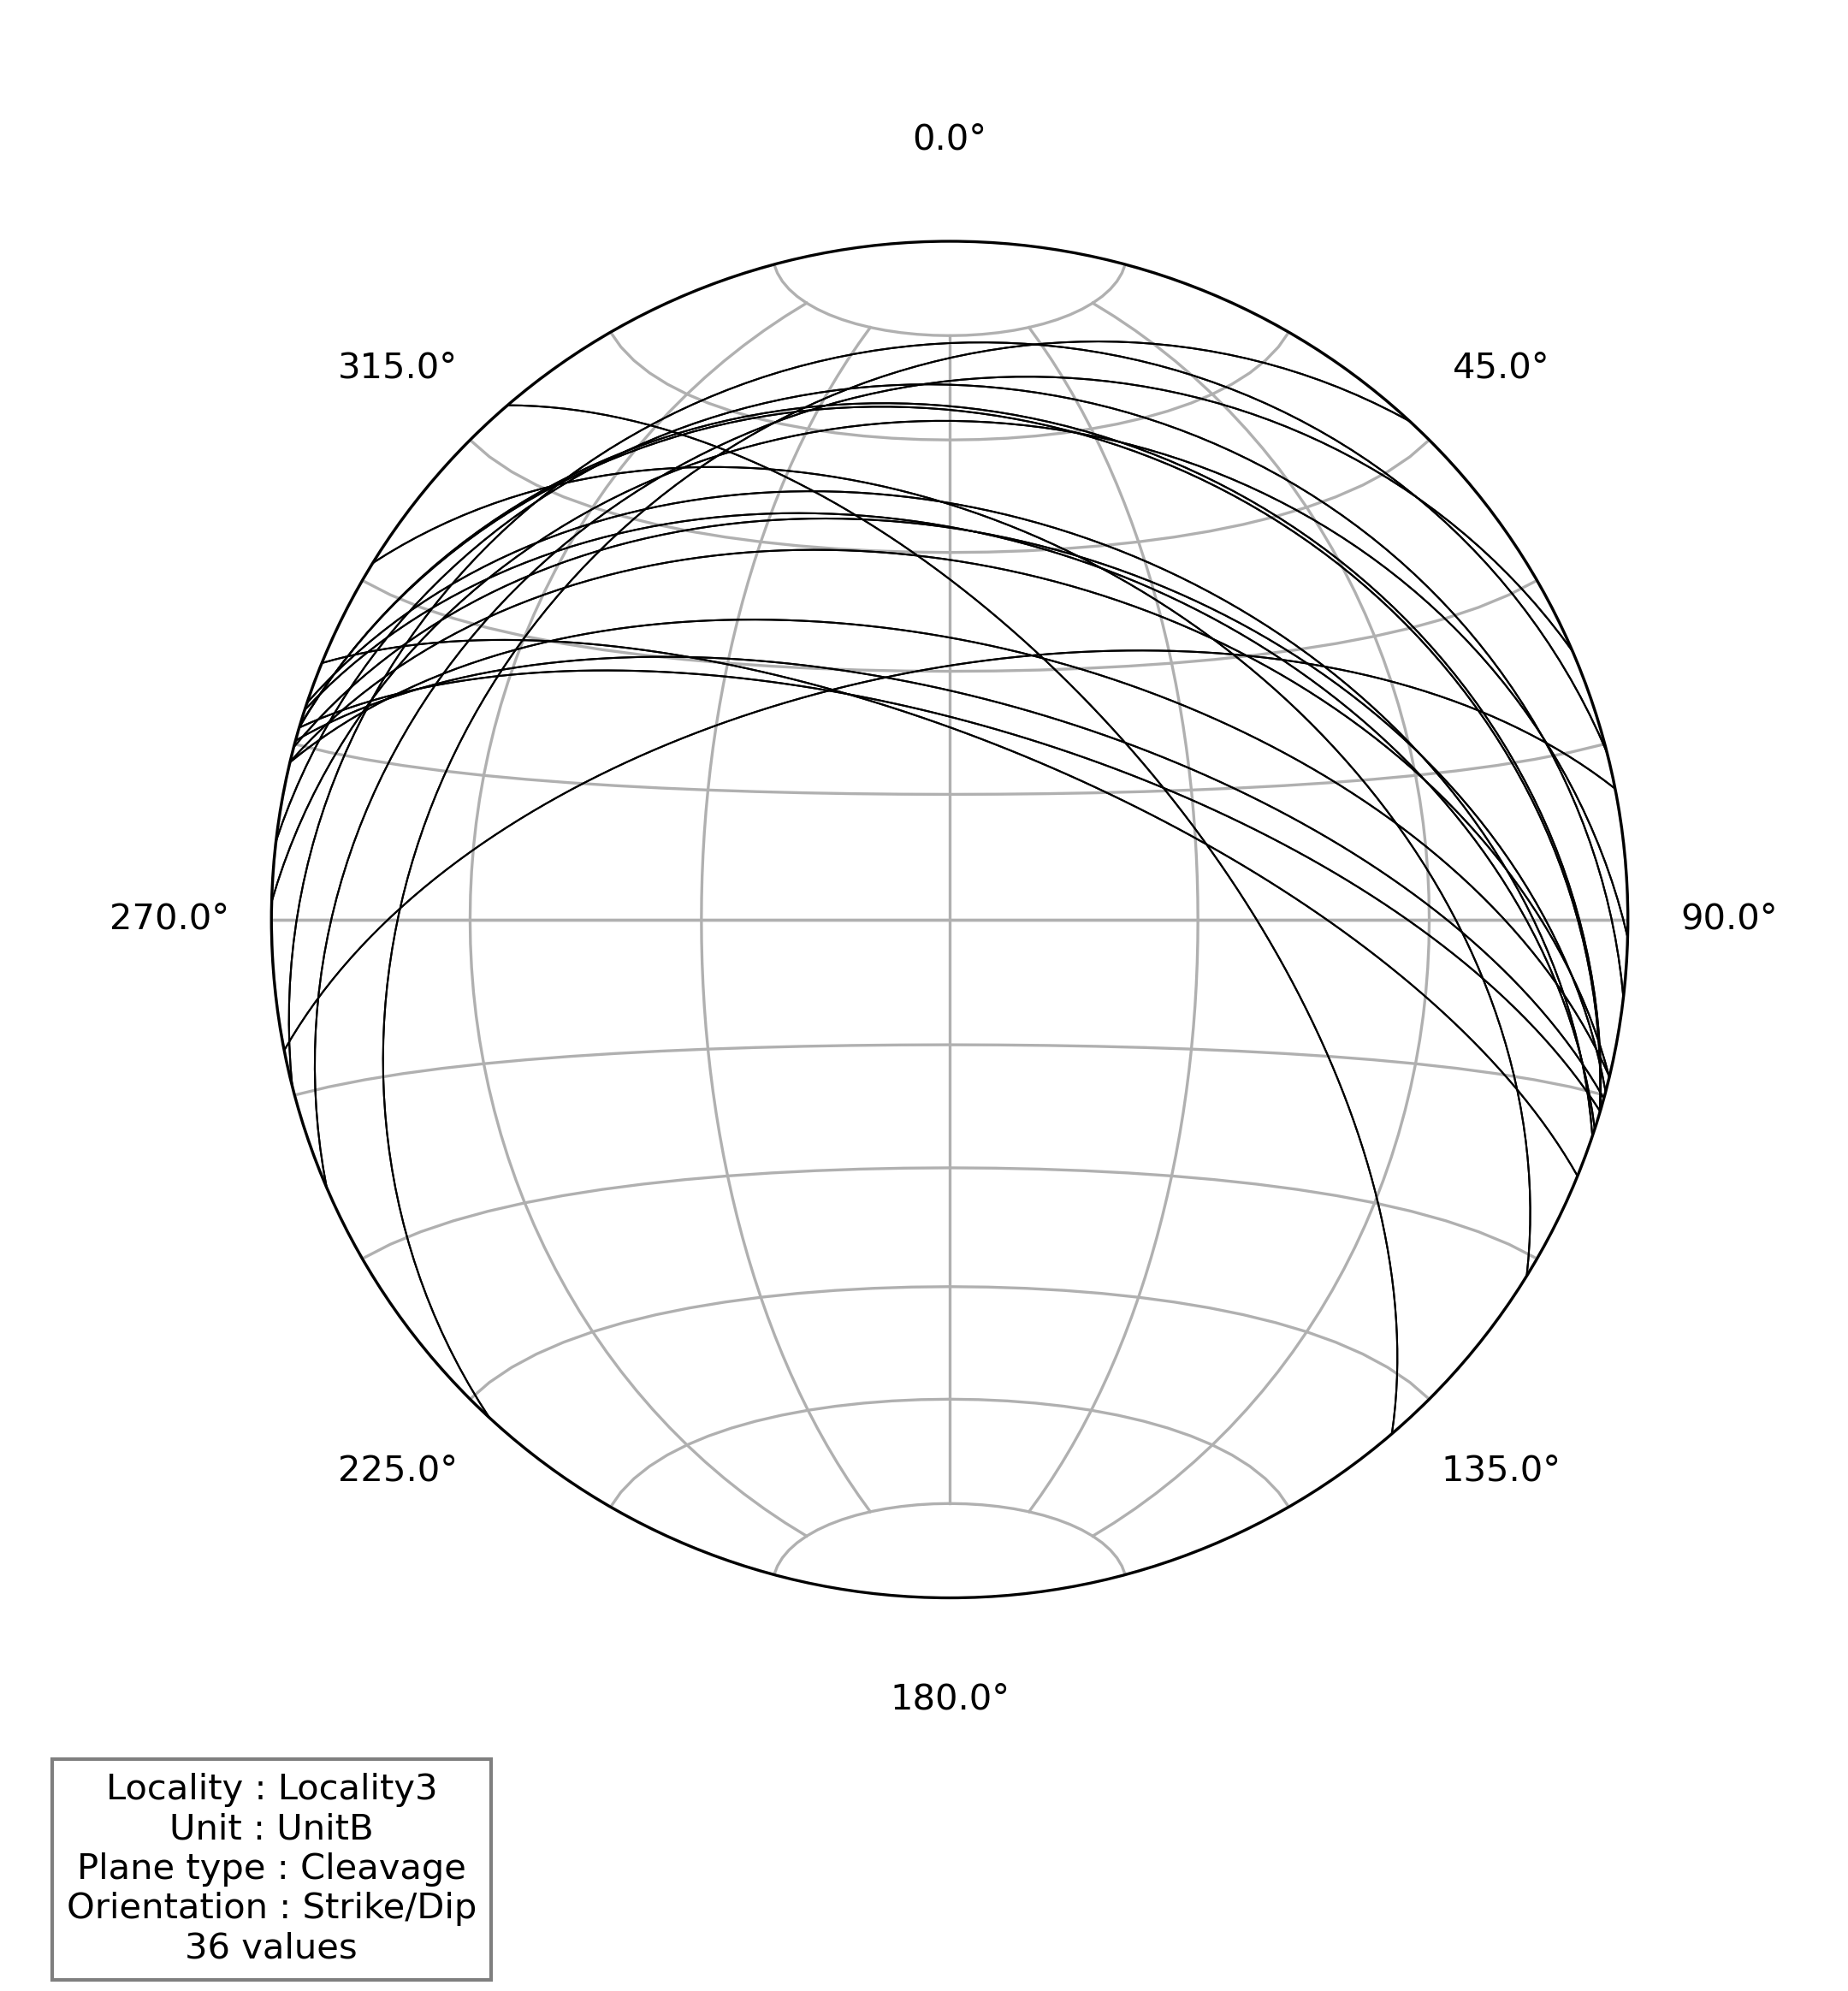 0.0°
315.0°
45.0°
270.0°
90.0°
225.0°
135.0°
180.0°
Locality : Locality3
Unit : UnitB
Plane type : Cleavage
Orientation : Strike/Dip
36 values